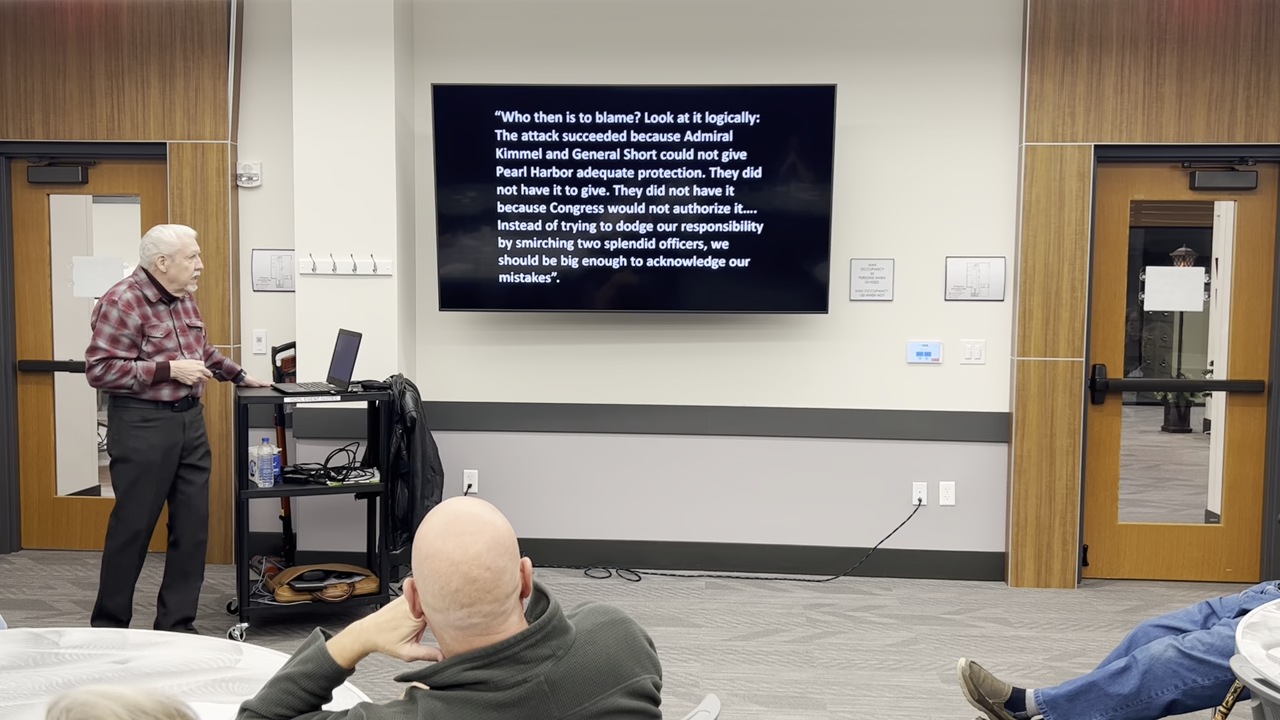 “Who then is to blame? Look at it logically:
The attack succeeded because Admiral
Kimmel and General Short could not give
Pearl Harbor adequate protection. They did
not have it to give. They did not have it
because Congress would not authorize it….
Instead of trying to dodge our responsibility
by smirching two splendid officers, we
should be big enough to acknowledge our
mistakes”.